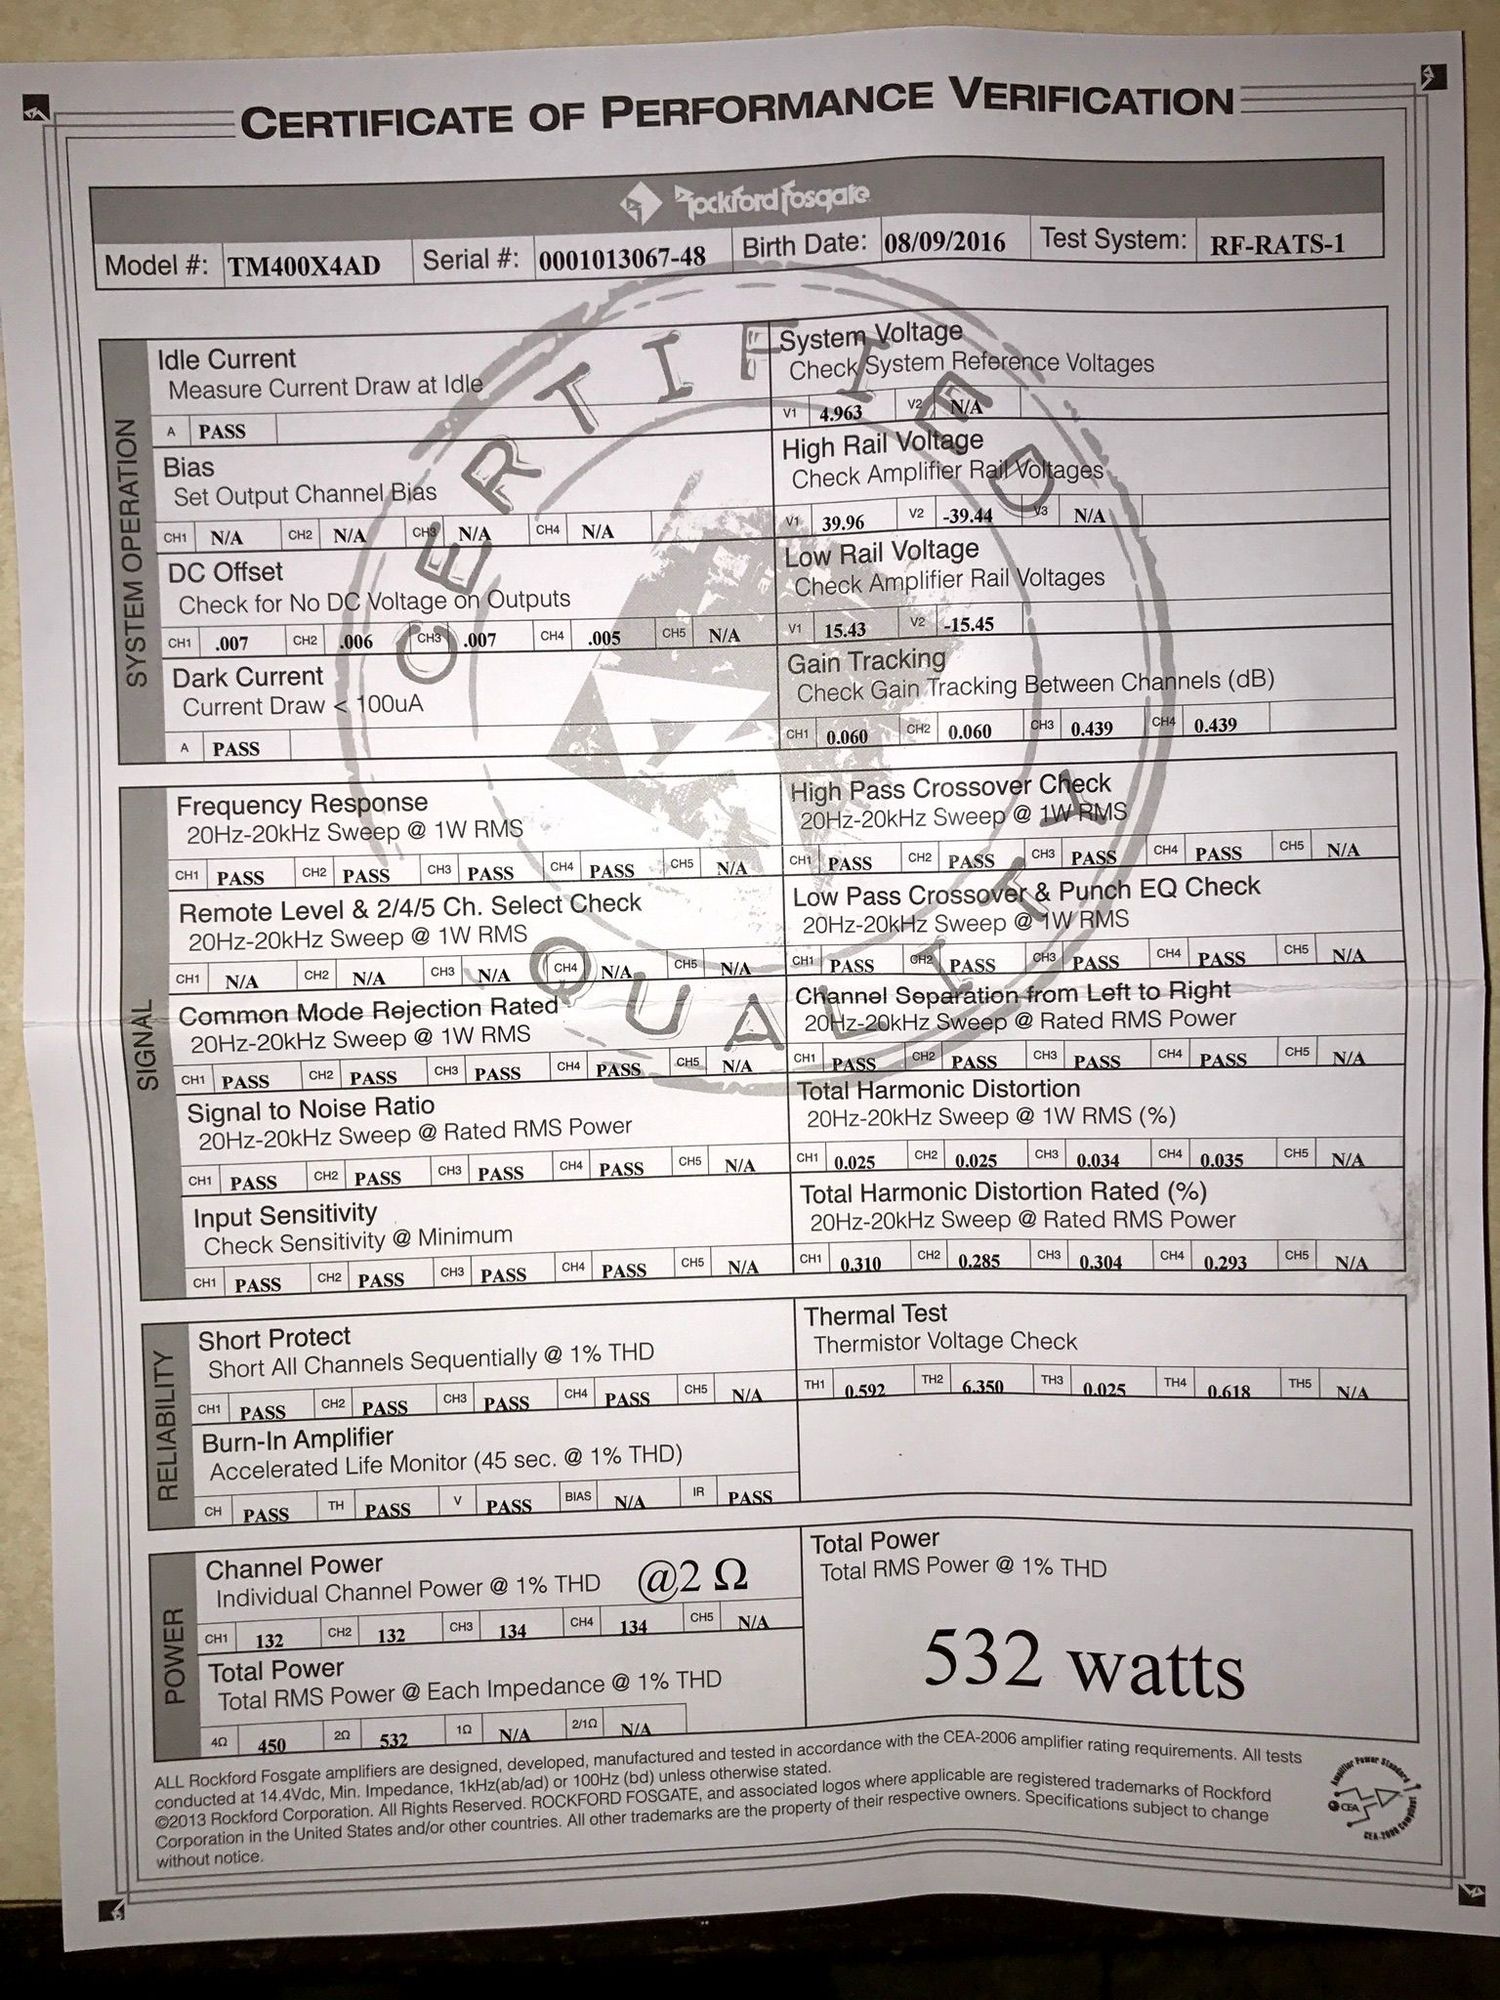 CERTIFICATE OF PERFORMANCE VERIFICATION
Rockford Fosgate
Model #: TM400X4AD Serial #: 0001013067-48 Birth Date: 08/09/2016 Test System: RF-RATS-1
CERTIFIED
QUALITY
SYSTEM OPERATION
Idle Current
Measure Current Draw at Idle
A PASS
Bias
Set Output Channel Bias
CH1 N/A CH2 N/A CH3 N/A CH4 N/A
DC Offset
Check for No DC Voltage on Outputs
CH1 .007 CH2 .006 CH3 .007 CH4 .005 CH5 N/A
Dark Current
Current Draw < 100uA
A PASS
System Voltage
Check System Reference Voltages
V1 4.963 V2 N/A
High Rail Voltage
Check Amplifier Rail Voltages
V1 39.96 V2 -39.44 V3 N/A
Low Rail Voltage
Check Amplifier Rail Voltages
V1 15.43 V2 -15.45
Gain Tracking
Check Gain Tracking Between Channels (dB)
CH1 0.060 CH2 0.060 CH3 0.439 CH4 0.439
SIGNAL
Frequency Response
20Hz-20kHz Sweep @ 1W RMS
CH1 PASS CH2 PASS CH3 PASS CH4 PASS CH5 N/A
Remote Level & 2/4/5 Ch. Select Check
20Hz-20kHz Sweep @ 1W RMS
CH1 N/A CH2 N/A CH3 N/A CH4 N/A CH5 N/A
Common Mode Rejection Rated
20Hz-20kHz Sweep @ 1W RMS
CH1 PASS CH2 PASS CH3 PASS CH4 PASS CH5 N/A
Signal to Noise Ratio
20Hz-20kHz Sweep @ Rated RMS Power
CH1 PASS CH2 PASS CH3 PASS CH4 PASS CH5 N/A
Input Sensitivity
Check Sensitivity @ Minimum
CH1 PASS CH2 PASS CH3 PASS CH4 PASS CH5 N/A
High Pass Crossover Check
20Hz-20kHz Sweep @ 1W RMS
CH1 PASS CH2 PASS CH3 PASS CH4 PASS CH5 N/A
Low Pass Crossover & Punch EQ Check
20Hz-20kHz Sweep @ 1W RMS
CH1 PASS CH2 PASS CH3 PASS CH4 PASS CH5 N/A
Channel Separation from Left to Right
20Hz-20kHz Sweep @ Rated RMS Power
CH1 PASS CH2 PASS CH3 PASS CH4 PASS CH5 N/A
Total Harmonic Distortion
20Hz-20kHz Sweep @ 1W RMS (%)
CH1 0.025 CH2 0.025 CH3 0.034 CH4 0.035 CH5 N/A
Total Harmonic Distortion Rated (%)
20Hz-20kHz Sweep @ Rated RMS Power
CH1 0.310 CH2 0.285 CH3 0.304 CH4 0.293 CH5 N/A
RELIABILITY
Short Protect
Short All Channels Sequentially @ 1% THD
CH1 PASS CH2 PASS CH3 PASS CH4 PASS CH5 N/A
Burn-In Amplifier
Accelerated Life Monitor (45 sec. @ 1% THD)
CH PASS TH PASS V PASS BIAS N/A IR PASS
Thermal Test
Thermistor Voltage Check
TH1 0.592 TH2 6.350 TH3 0.025 TH4 0.618 TH5 N/A
POWER
Channel Power
Individual Channel Power @ 1% THD @2 Ω
CH1 132 CH2 132 CH3 134 CH4 134 CH5 N/A
Total Power
Total RMS Power @ Each Impedance @ 1% THD
4Ω 450 2Ω 532 1Ω N/A 2/1Ω N/A
Total Power
Total RMS Power @ 1% THD
532 watts
ALL Rockford Fosgate amplifiers are designed, developed, manufactured and tested in accordance with the CEA-2006 amplifier rating requirements. All tests
conducted at 14.4Vdc, Min. Impedance, 1kHz(ab/ad) or 100Hz (bd) unless otherwise stated.
©2013 Rockford Corporation. All Rights Reserved. ROCKFORD FOSGATE, and associated logos where applicable are registered trademarks of Rockford
Corporation in the United States and/or other countries. All other trademarks are the property of their respective owners. Specifications subject to change
without notice.
Amplifier Power Standard
CEA
CEA-2006 Compliant